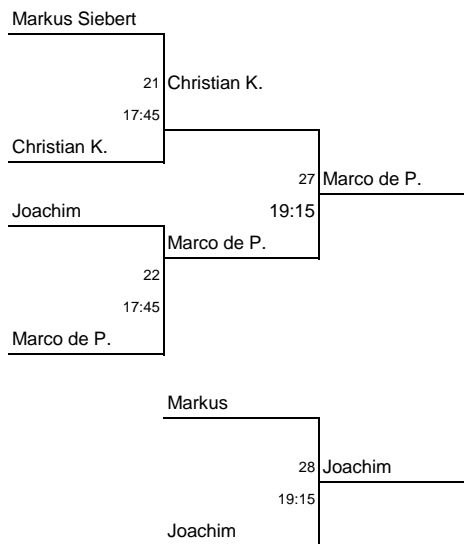 Markus Siebert
21 Christian K.
17:45
Christian K.
27 Marco de P.
Joachim
19:15
Marco de P.
22
17:45
Marco de P.
Markus
28 Joachim
19:15
Joachim